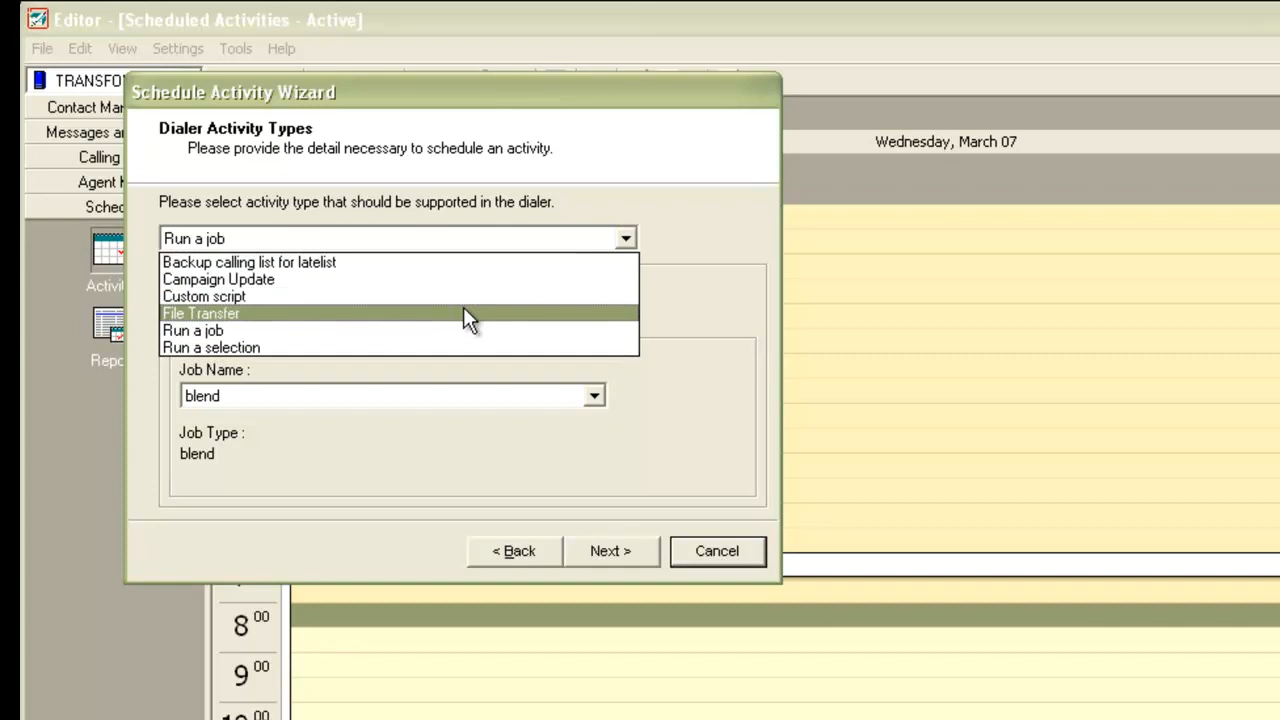 Editor - [Scheduled Activities - Active]
File Edit View Settings Tools Help
TRANSFO
Contact Mar
Messages a
Calling
Agent
Sched
Activi
Repo
Schedule Activity Wizard
Dialer Activity Types
Please provide the detail necessary to schedule an activity.
Please select activity type that should be supported in the dialer.
Run a job
Backup calling list for latelist
Campaign Update
Custom script
File Transfer
Run a job
Run a selection
Job Name :
blend
Job Type :
blend
< Back Next > Cancel
Wednesday, March 07
8 00
9 00
10 00